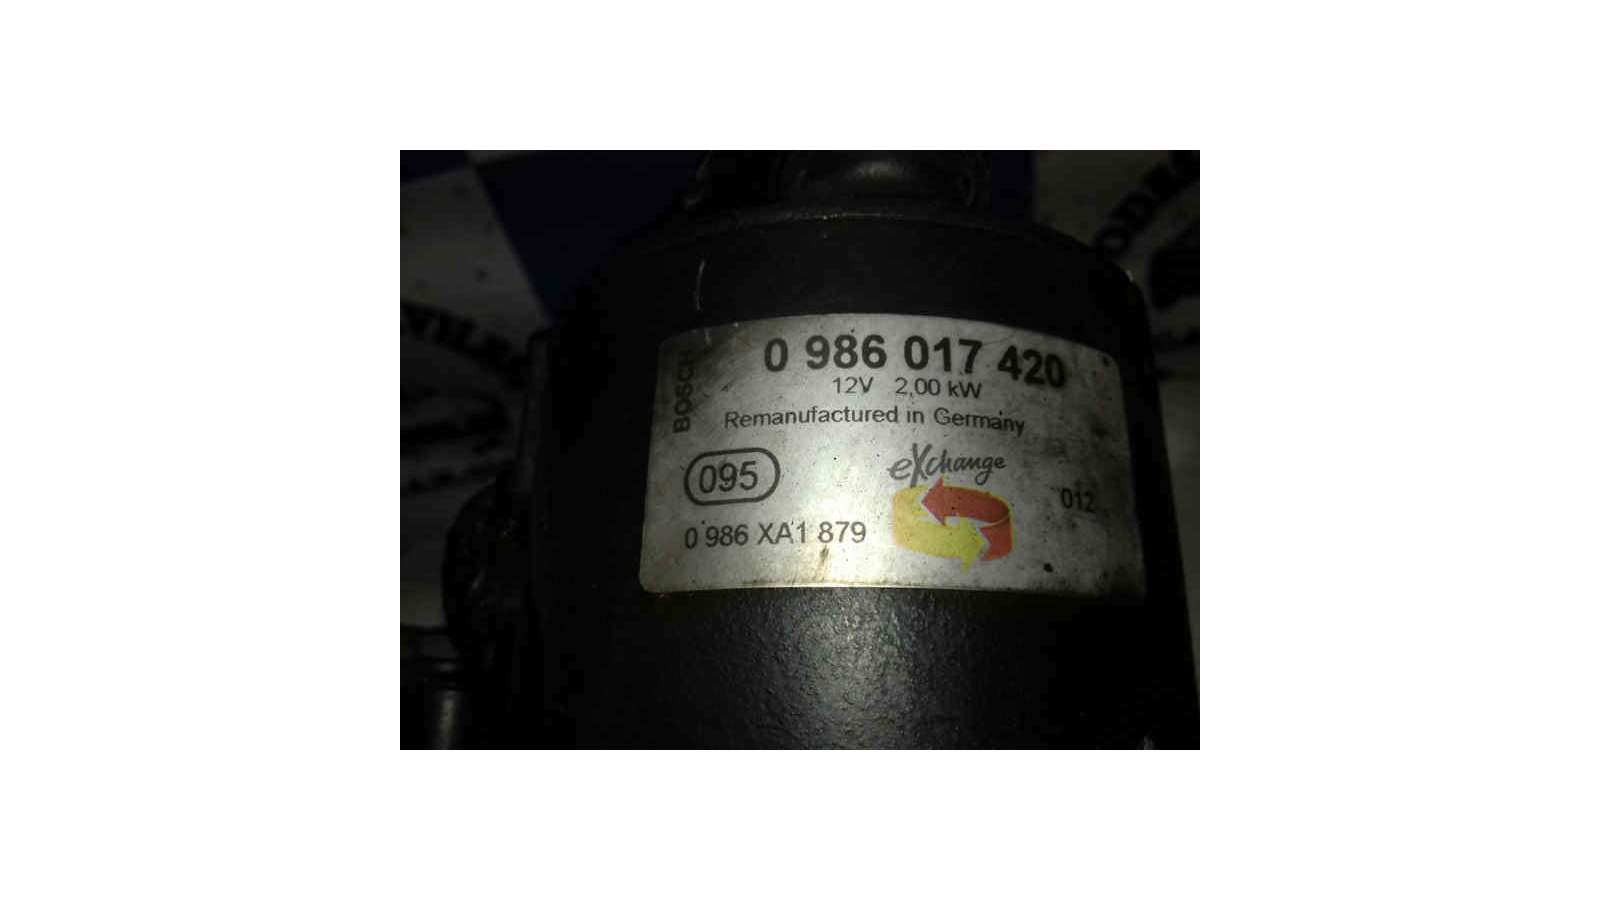 BOSCH
0 986 017 420
12V 2,00 kW
Remanufactured in Germany
095
eXchange
012
0 986 XA1 879